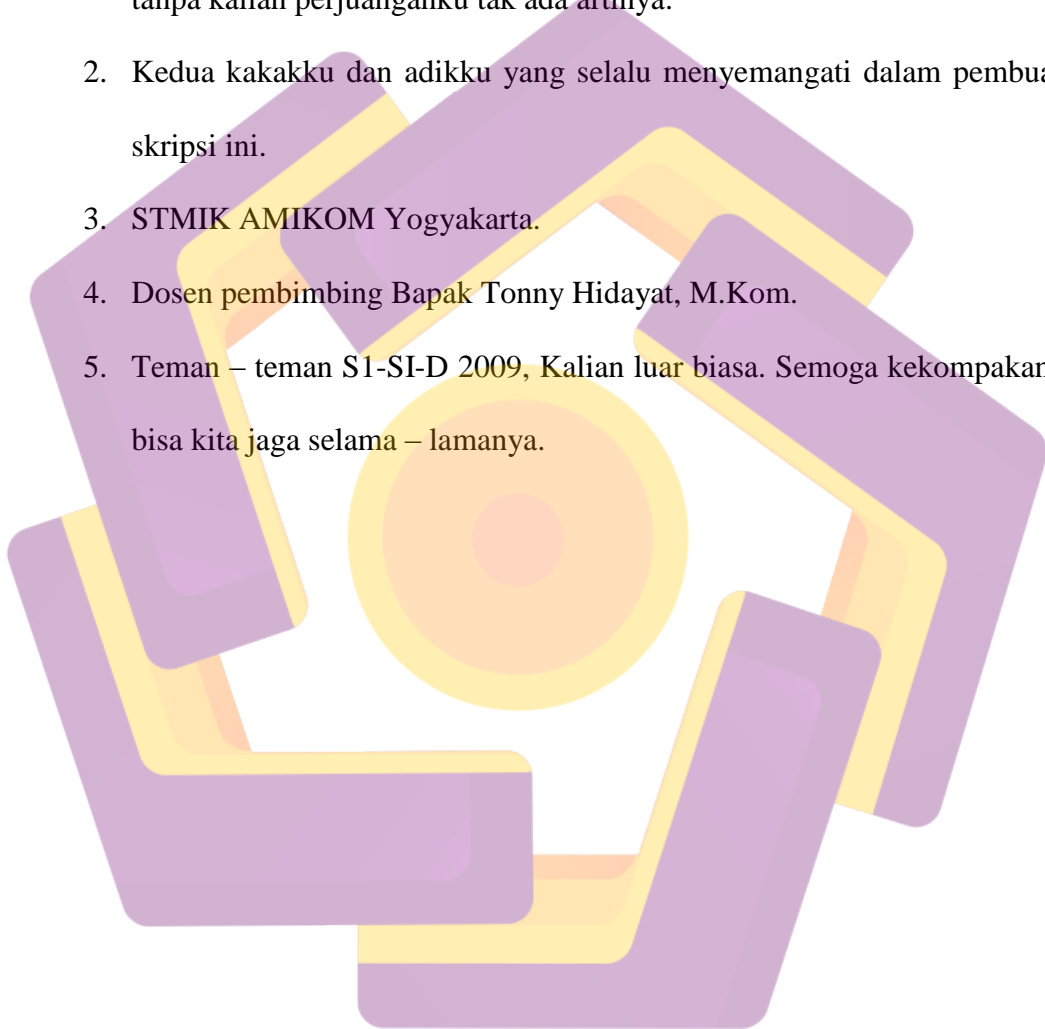 tanpa kalian perjuanganku tak ada artinya.
2. Kedua kakakku dan adikku yang selalu menyemangati dalam pembua
skripsi ini.
3. STMIK AMIKOM Yogyakarta.
4. Dosen pembimbing Bapak Tonny Hidayat, M.Kom.
5. Teman – teman S1-SI-D 2009, Kalian luar biasa. Semoga kekompakan
bisa kita jaga selama – lamanya.